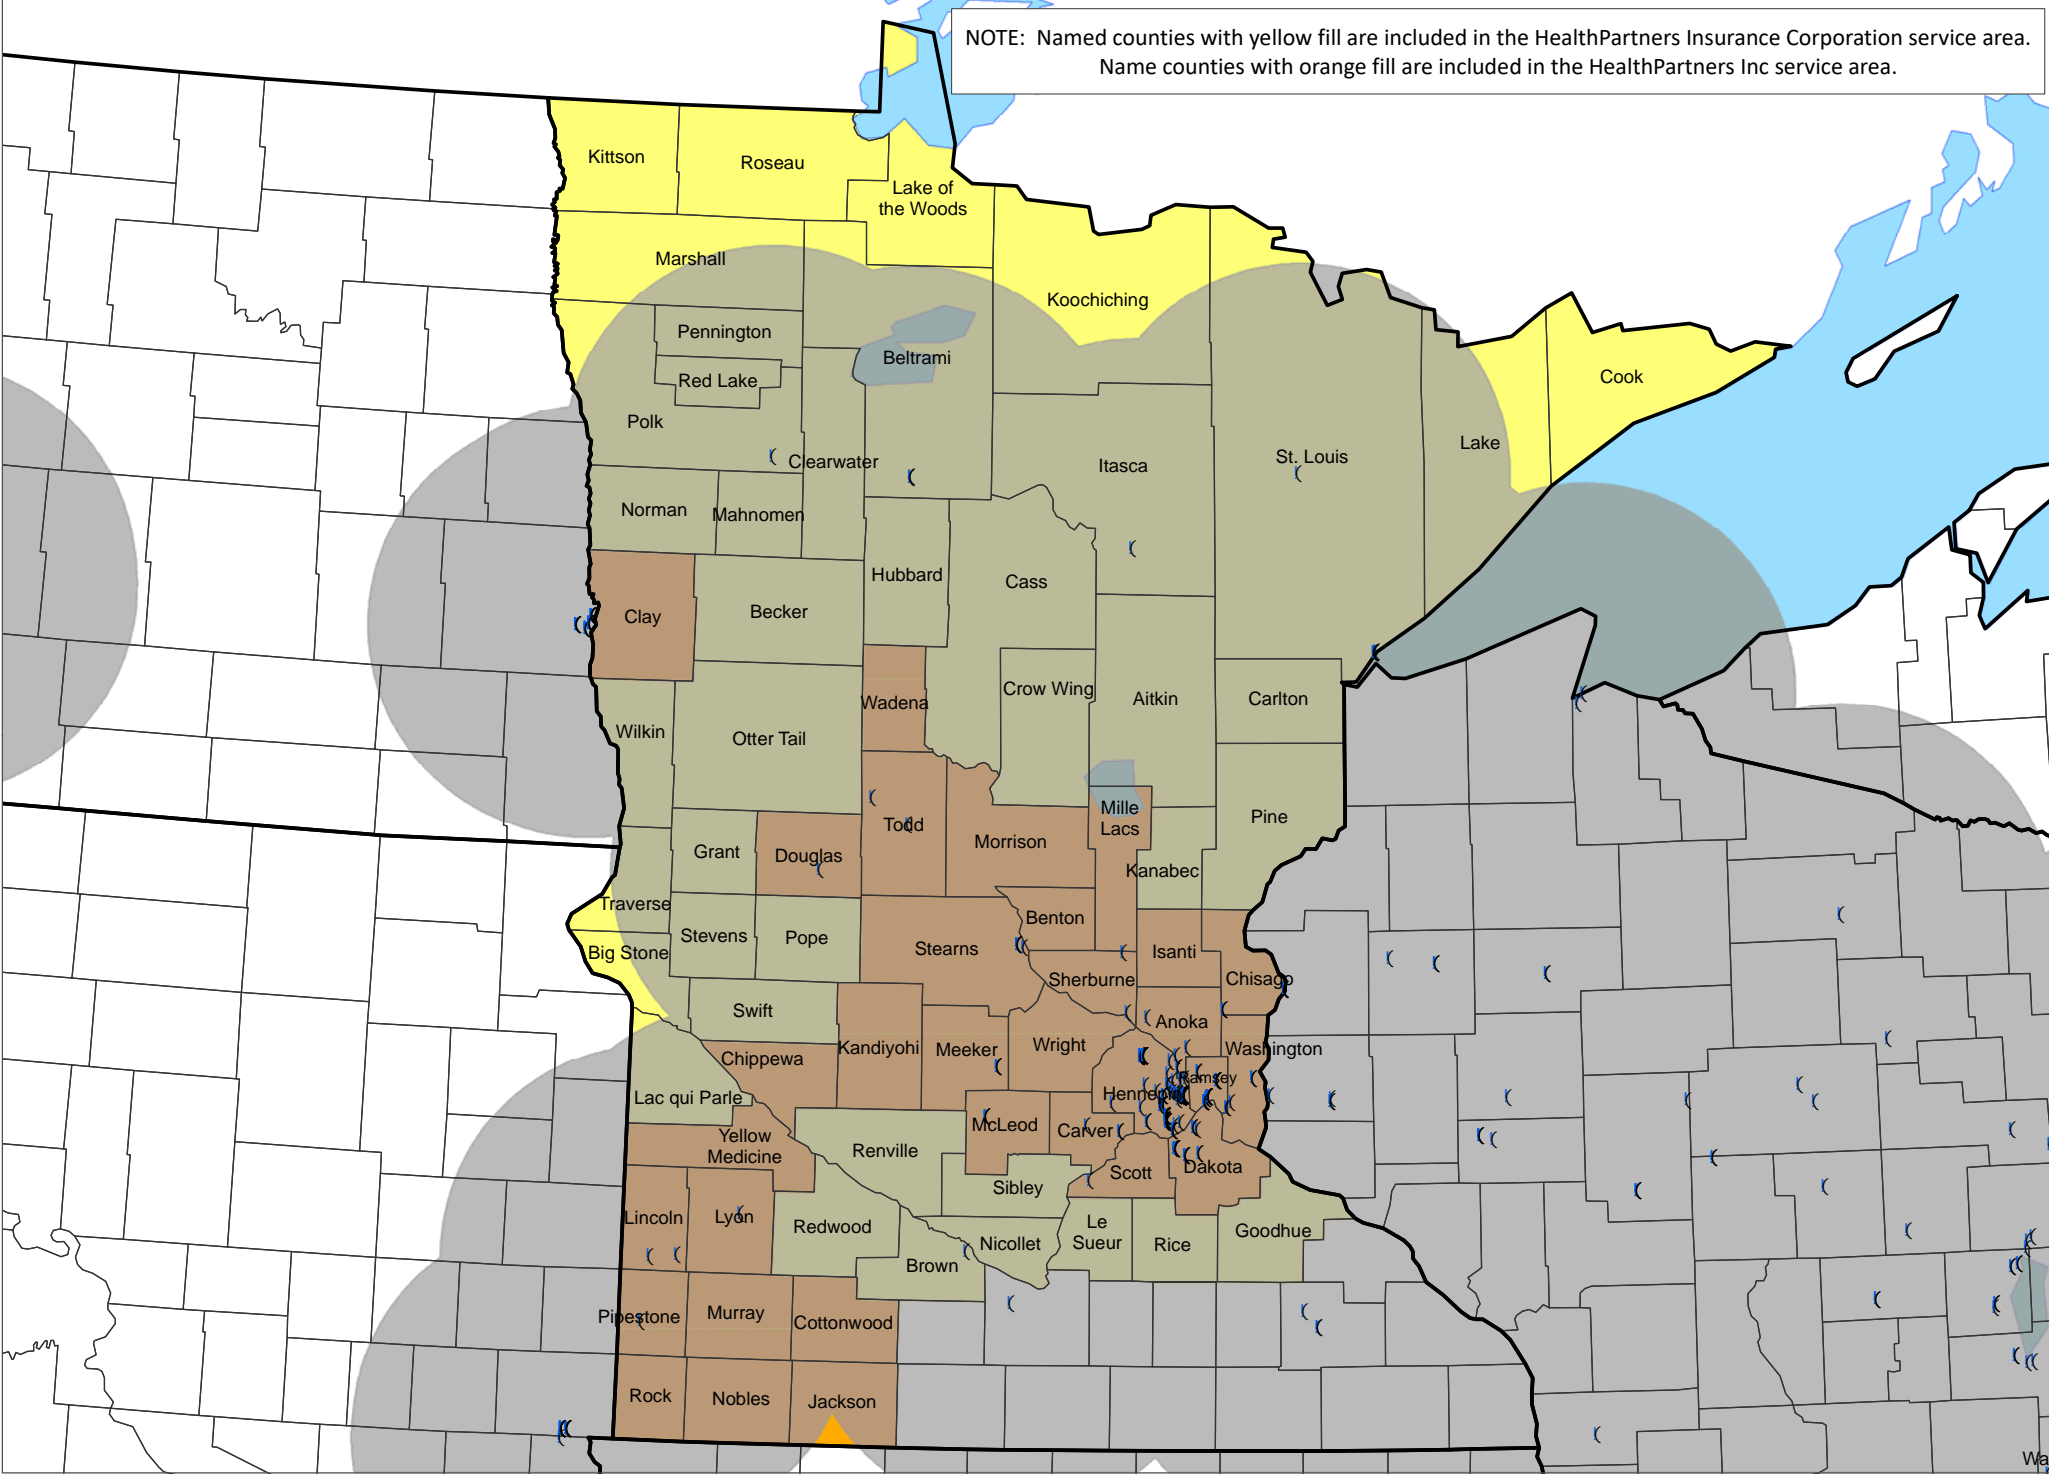 NOTE: Named counties with yellow fill are included in the HealthPartners Insurance Corporation service area.
Name counties with orange fill are included in the HealthPartners Inc service area.
Kittson
Roseau
Lake of
the Woods
Marshall
Koochiching
Pennington
Beltrami
Red Lake
Cook
Polk
Clearwater
Itasca
St. Louis
Lake
Norman
Mahnomen
Hubbard
Cass
Clay
Becker
Wadena
Crow Wing
Aitkin
Carlton
Wilkin
Otter Tail
Mille
Lacs
Pine
Todd
Morrison
Grant
Douglas
Kanabec
Traverse
Stevens
Pope
Benton
Big Stone
Stearns
Isanti
Sherburne
Chisago
Swift
Anoka
Chippewa
Kandiyohi
Meeker
Wright
Washington
Ramsey
Lac qui Parle
Hennepin
McLeod
Carver
Yellow
Medicine
Renville
Scott
Dakota
Sibley
Lincoln
Lyon
Redwood
Le
Sueur
Rice
Goodhue
Nicollet
Brown
Pipestone
Murray
Cottonwood
Rock
Nobles
Jackson
Wa